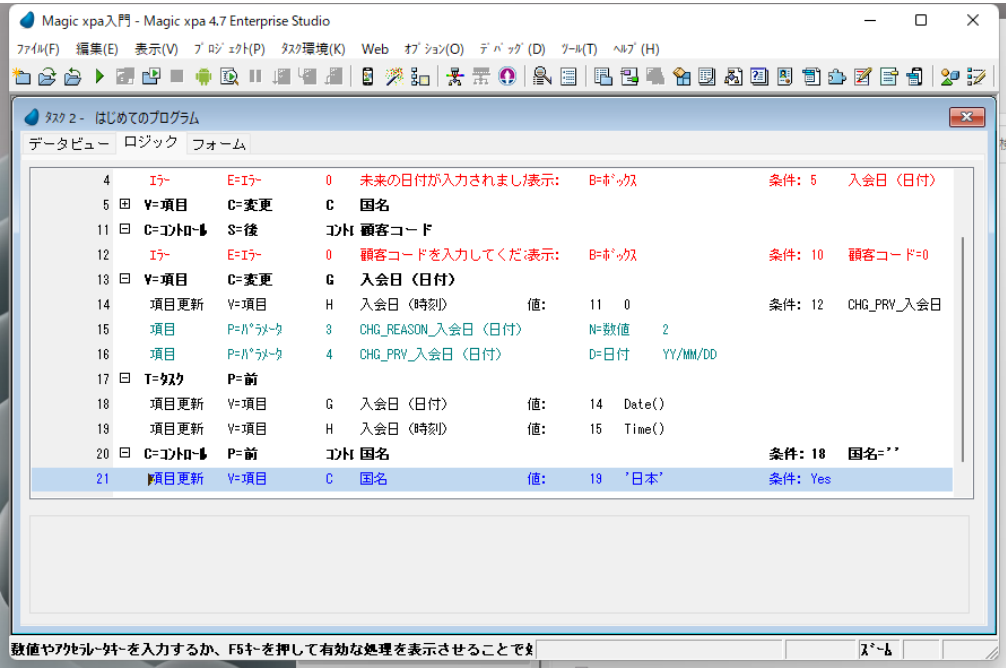 Magic xpa入門 - Magic xpa 4.7 Enterprise Studio
ﾌｧｲﾙ(F) 編集(E) 表示(V) ﾌﾟﾛｼﾞｪｸﾄ(P) ﾀｽｸ環境(K) Web ｵﾌﾟｼｮﾝ(O) ﾃﾞﾊﾞｯｸﾞ(D) ﾂｰﾙ(T) ﾍﾙﾌﾟ(H)
ﾀｽｸ 2 - はじめてのプログラム
データビュー ロジック フォーム
4 ｴﾗｰ E=ｴﾗｰ 0 未来の日付が入力されまし 表示: B=ﾎﾞｯｸｽ 条件: 5 入会日（日付）
5 V=項目 C=変更 C 国名
11 C=ｺﾝﾄﾛｰﾙ S=後 ｺﾝﾄﾛ 顧客コード
12 ｴﾗｰ E=ｴﾗｰ 0 顧客コードを入力してくだ 表示: B=ﾎﾞｯｸｽ 条件: 10 顧客コード=0
13 V=項目 C=変更 G 入会日（日付）
14 項目更新 V=項目 H 入会日（時刻） 値: 11 0 条件: 12 CHG_PRV_入会日
15 項目 P=ﾊﾟﾗﾒｰﾀ 3 CHG_REASON_入会日（日付） N=数値 2
16 項目 P=ﾊﾟﾗﾒｰﾀ 4 CHG_PRV_入会日（日付） D=日付 YY/MM/DD
17 T=ﾀｽｸ P=前
18 項目更新 V=項目 G 入会日（日付） 値: 14 Date()
19 項目更新 V=項目 H 入会日（時刻） 値: 15 Time()
20 C=ｺﾝﾄﾛｰﾙ P=前 ｺﾝﾄﾛ 国名 条件: 18 国名=''
21 項目更新 V=項目 C 国名 値: 19 '日本' 条件: Yes
数値やｱｸｾﾗﾚｰﾀｷｰを入力するか、F5ｷｰを押して有効な処理を表示させることで ｽﾞｰﾑ